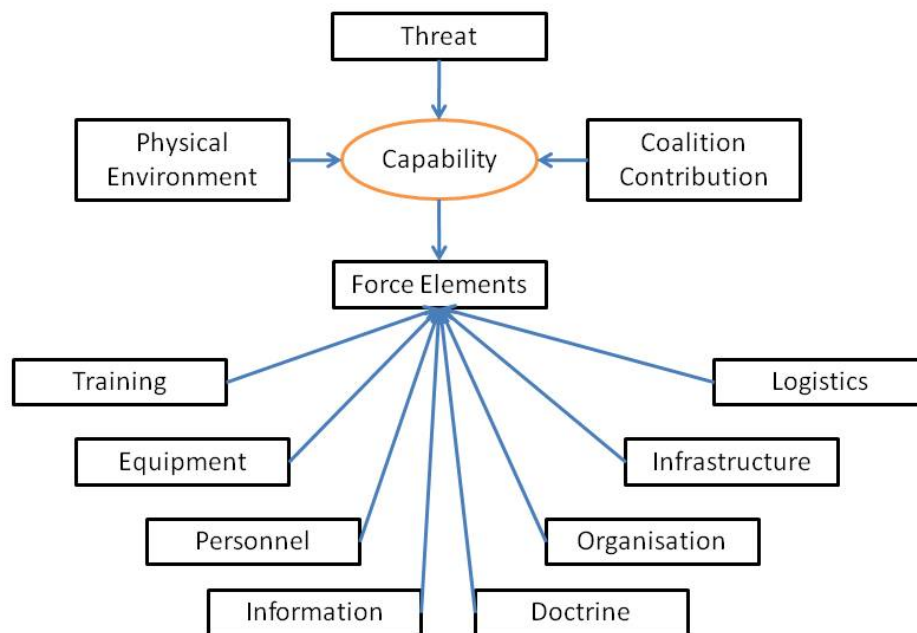 Threat
Physical
Environment
Capability
Coalition
Contribution
Force Elements
Training
Logistics
Equipment
Infrastructure
Personnel
Organisation
Information
Doctrine